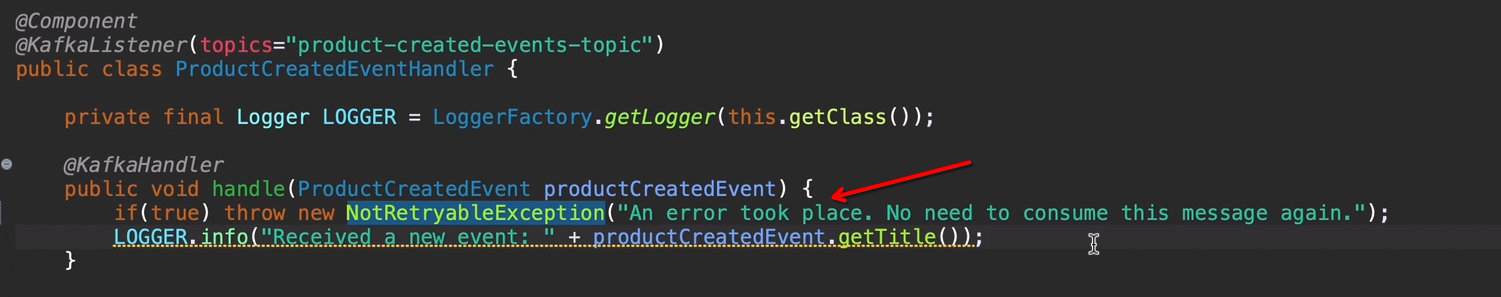 @Component
@KafkaListener(topics="product-created-events-topic")
public class ProductCreatedEventHandler {
private final Logger LOGGER = LoggerFactory.getLogger(this.getClass());
@KafkaHandler
public void handle(ProductCreatedEvent productCreatedEvent) {
if(true) throw new NotRetryableException("An error took place. No need to consume this message again.");
LOGGER.info("Received a new event: " + productCreatedEvent.getTitle());
}